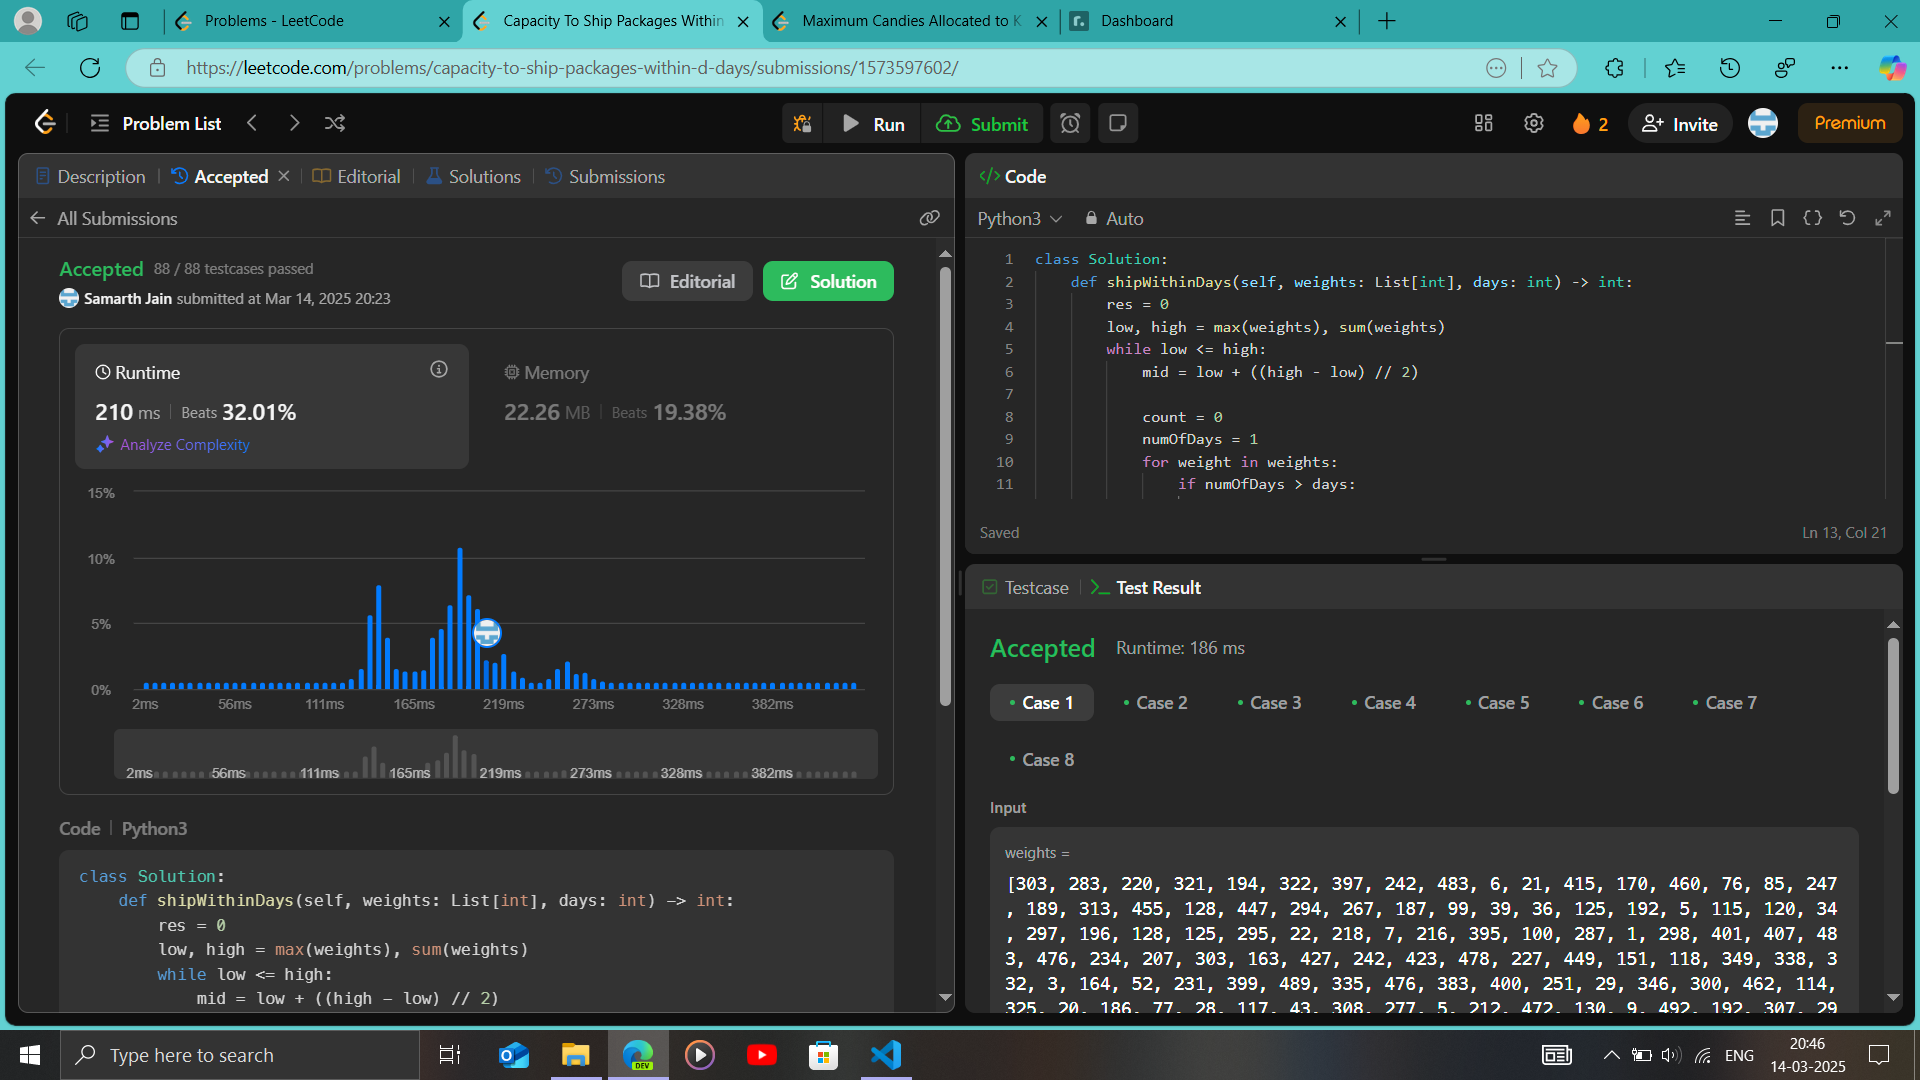 Problems - LeetCode
Capacity To Ship Packages Within
Maximum Candies Allocated to K
Dashboard
https://leetcode.com/problems/capacity-to-ship-packages-within-d-days/submissions/1573597602/
Problem List
Run
Submit
2
Invite
Premium
Description
Accepted
Editorial
Solutions
Submissions
All Submissions
Accepted 88 / 88 testcases passed
Samarth Jain submitted at Mar 14, 2025 20:23
Editorial
Solution
Runtime
210 ms Beats 32.01%
Analyze Complexity
Memory
22.26 MB Beats 19.38%
15%
10%
5%
0%
2ms 56ms 111ms 165ms 219ms 273ms 328ms 382ms
2ms 56ms 111ms 165ms 219ms 273ms 328ms 382ms
Code Python3
class Solution:
def shipWithinDays(self, weights: List[int], days: int) -> int:
res = 0
low, high = max(weights), sum(weights)
while low <= high:
mid = low + ((high - low) // 2)
</> Code
Python3 Auto
1 class Solution:
2 def shipWithinDays(self, weights: List[int], days: int) -> int:
3 res = 0
4 low, high = max(weights), sum(weights)
5 while low <= high:
6 mid = low + ((high - low) // 2)
7
8 count = 0
9 numOfDays = 1
10 for weight in weights:
11 if numOfDays > days:
Saved
Ln 13, Col 21
Testcase
Test Result
Accepted Runtime: 186 ms
Case 1 Case 2 Case 3 Case 4 Case 5 Case 6 Case 7
Case 8
Input
weights =
[303, 283, 220, 321, 194, 322, 397, 242, 483, 6, 21, 415, 170, 460, 76, 85, 247
, 189, 313, 455, 128, 447, 294, 267, 187, 99, 39, 36, 125, 192, 5, 115, 120, 34
, 297, 196, 128, 125, 295, 22, 218, 7, 216, 395, 100, 287, 1, 298, 401, 407, 48
3, 476, 234, 207, 303, 163, 427, 242, 423, 478, 227, 449, 151, 118, 349, 338, 3
32, 3, 164, 52, 231, 399, 489, 335, 476, 383, 400, 251, 29, 346, 300, 462, 114,
325, 20, 186, 77, 28, 117, 43, 308, 277, 5, 212, 472, 130, 9, 492, 192, 307, 29
Type here to search
DEV
ENG
20:46
14-03-2025